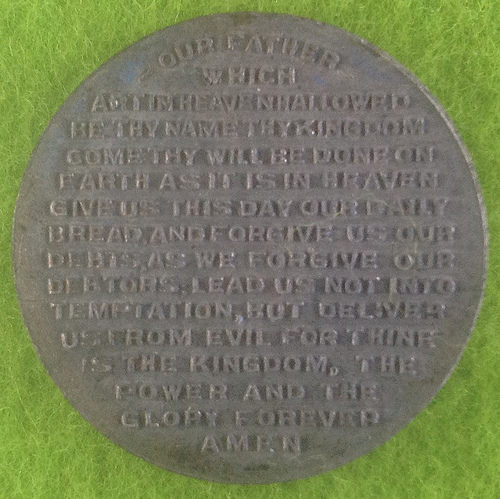 OUR FATHER
WHICH
ART IN HEAVEN HALLOWED
BE THY NAME THY KINGDOM
COME THY WILL BE DONE ON
EARTH AS IT IS IN HEAVEN
GIVE US THIS DAY OUR DAILY
BREAD, AND FORGIVE US OUR
DEBTS, AS WE FORGIVE OUR
DEBTORS, LEAD US NOT INTO
TEMPTATION, BUT DELIVER
US FROM EVIL FOR THINE
IS THE KINGDOM, THE
POWER AND THE
GLORY FOREVER
AMEN